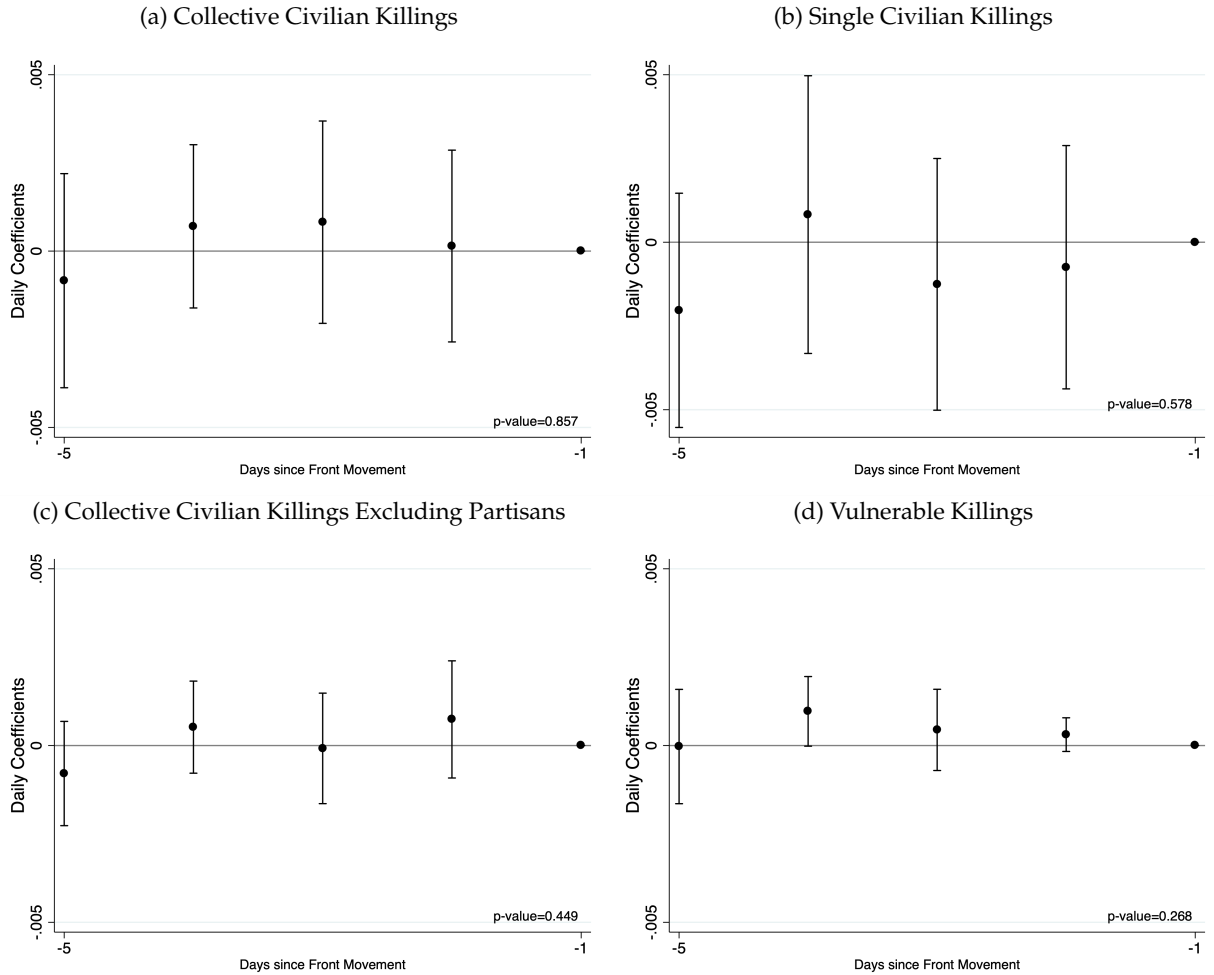 (a) Collective Civilian Killings
.005
0
-.005
Daily Coefficients
p-value=0.857
-5
-1
Days since Front Movement
(b) Single Civilian Killings
.005
0
-.005
Daily Coefficients
p-value=0.578
-5
-1
Days since Front Movement
(c) Collective Civilian Killings Excluding Partisans
.005
0
-.005
Daily Coefficients
p-value=0.449
-5
-1
Days since Front Movement
(d) Vulnerable Killings
.005
0
-.005
Daily Coefficients
p-value=0.268
-5
-1
Days since Front Movement